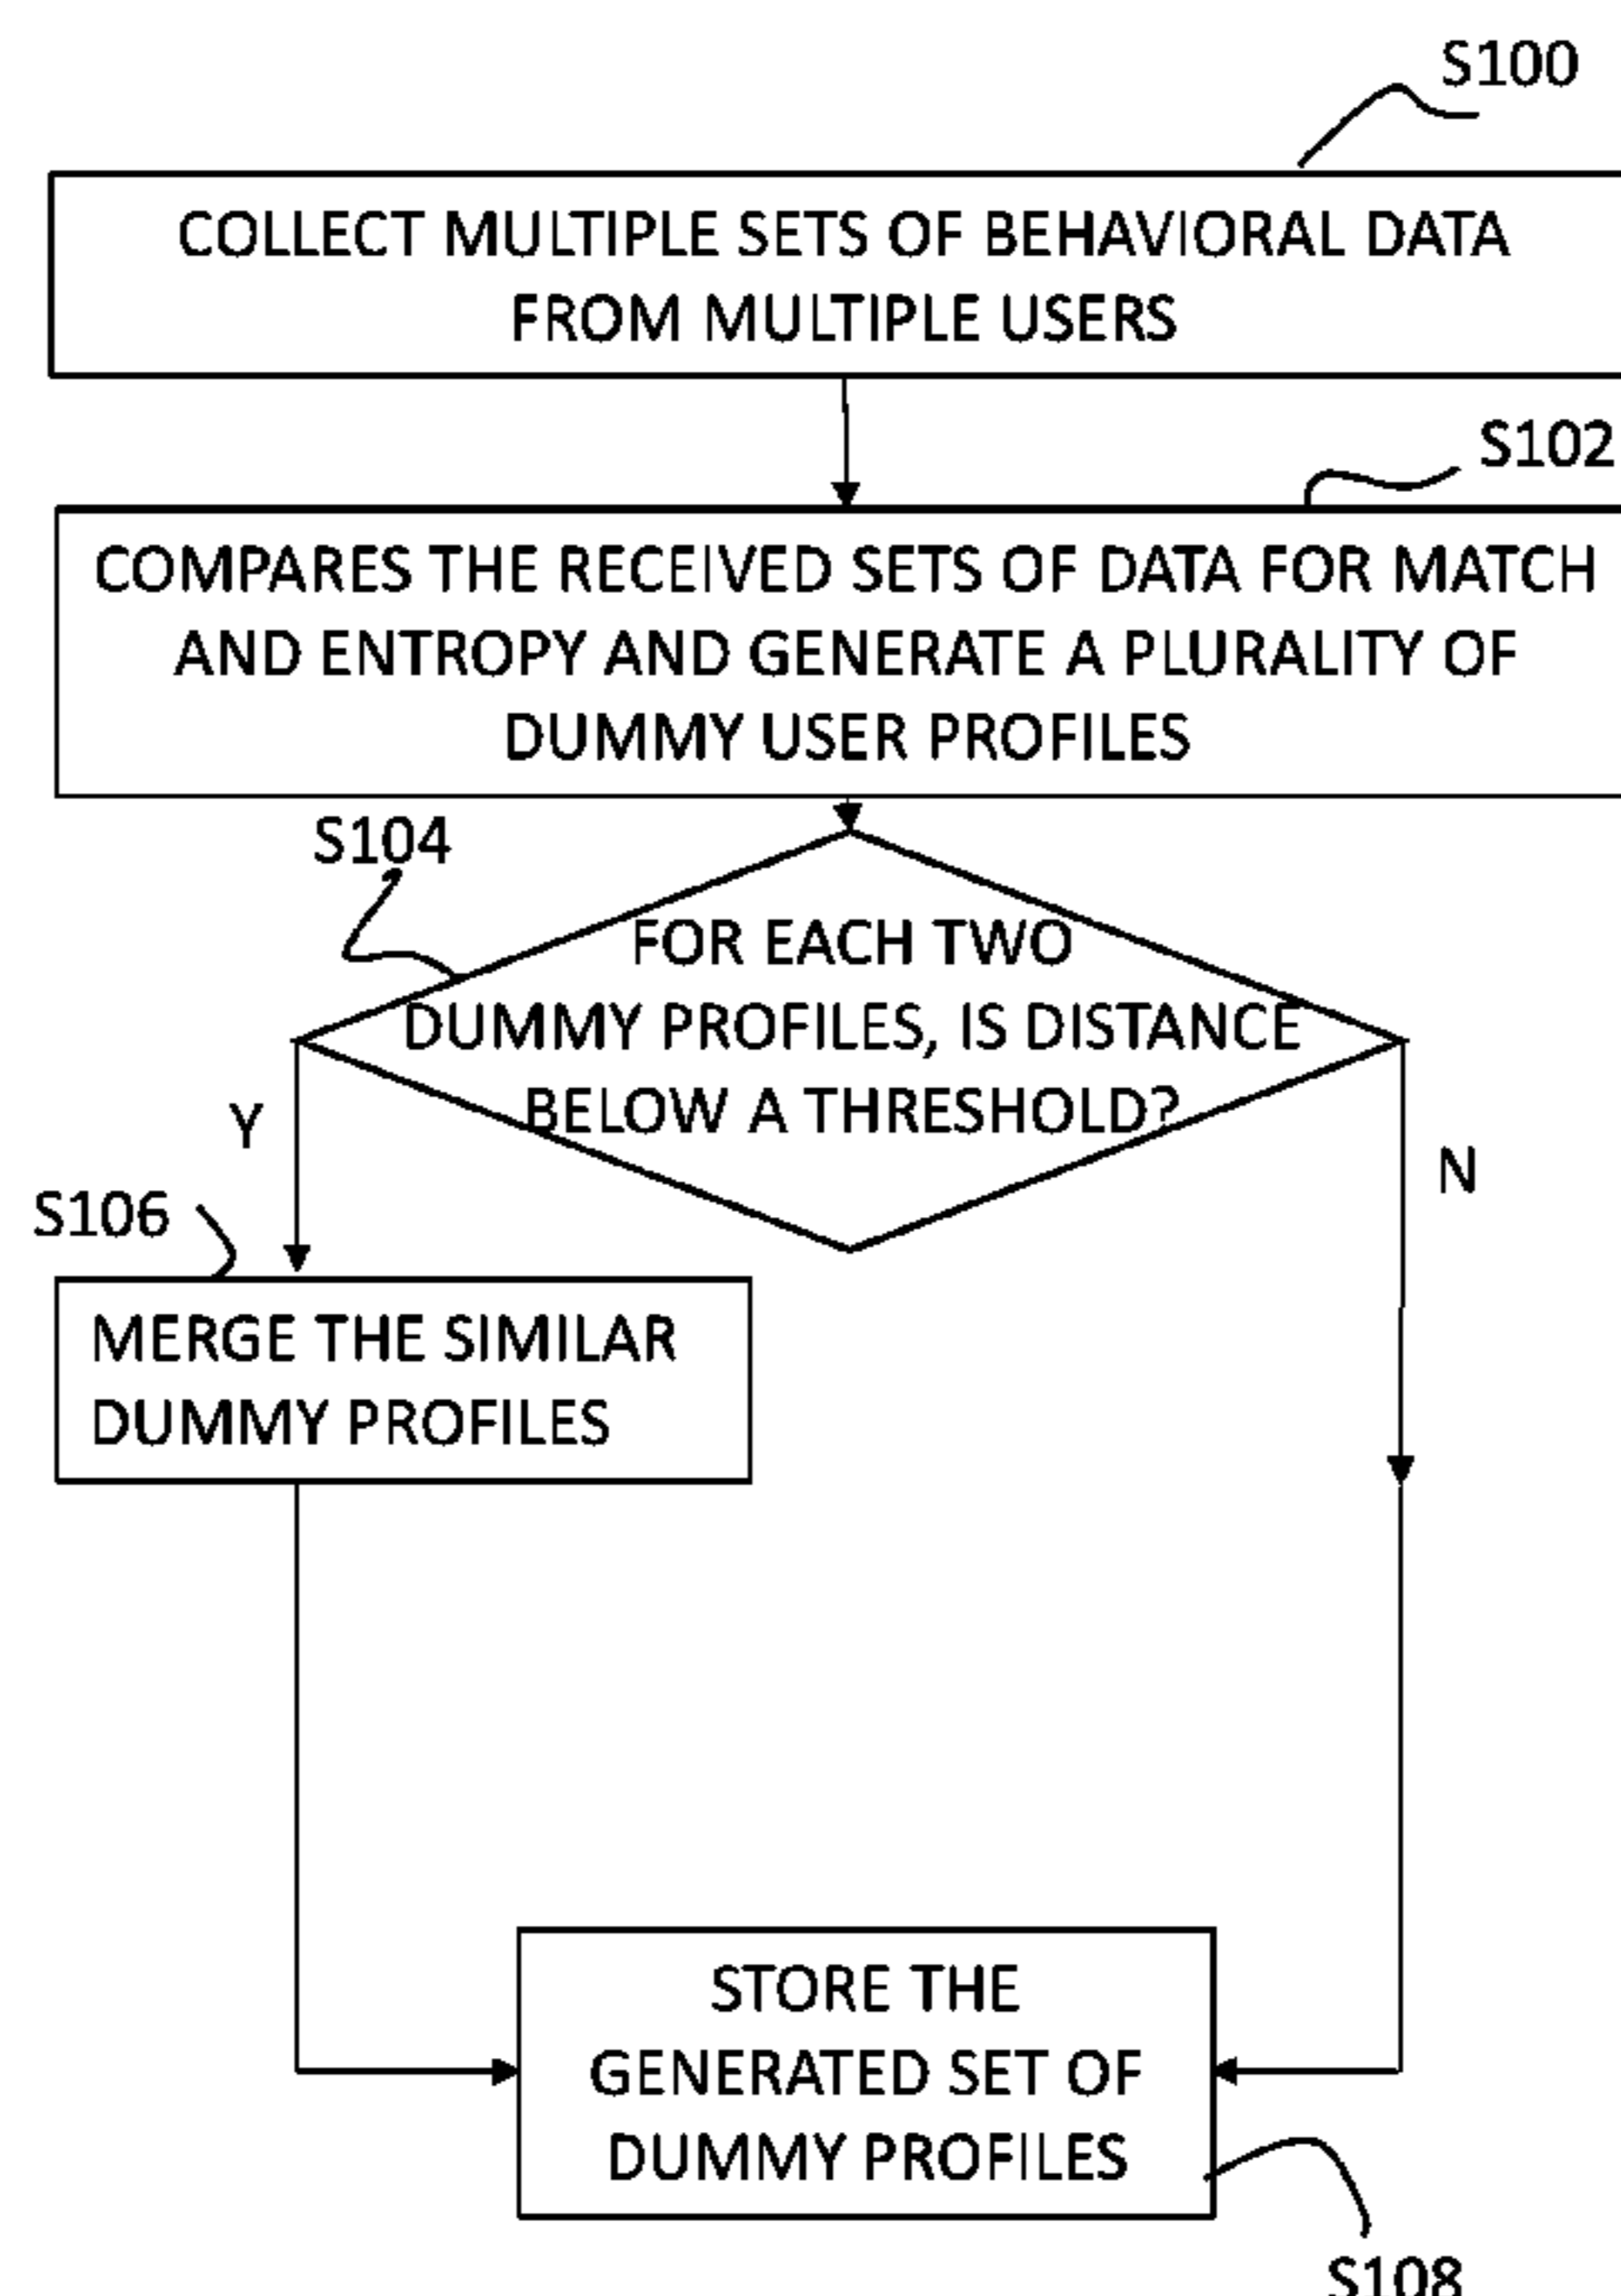 S100
COLLECT MULTIPLE SETS OF BEHAVIORAL DATA
FROM MULTIPLE USERS
S102
COMPARES THE RECEIVED SETS OF DATA FOR MATCH
AND ENTROPY AND GENERATE A PLURALITY OF
DUMMY USER PROFILES
S104
FOR EACH TWO
DUMMY PROFILES, IS DISTANCE
BELOW A THRESHOLD?
Y
N
S106
MERGE THE SIMILAR
DUMMY PROFILES
STORE THE
GENERATED SET OF
DUMMY PROFILES
S108